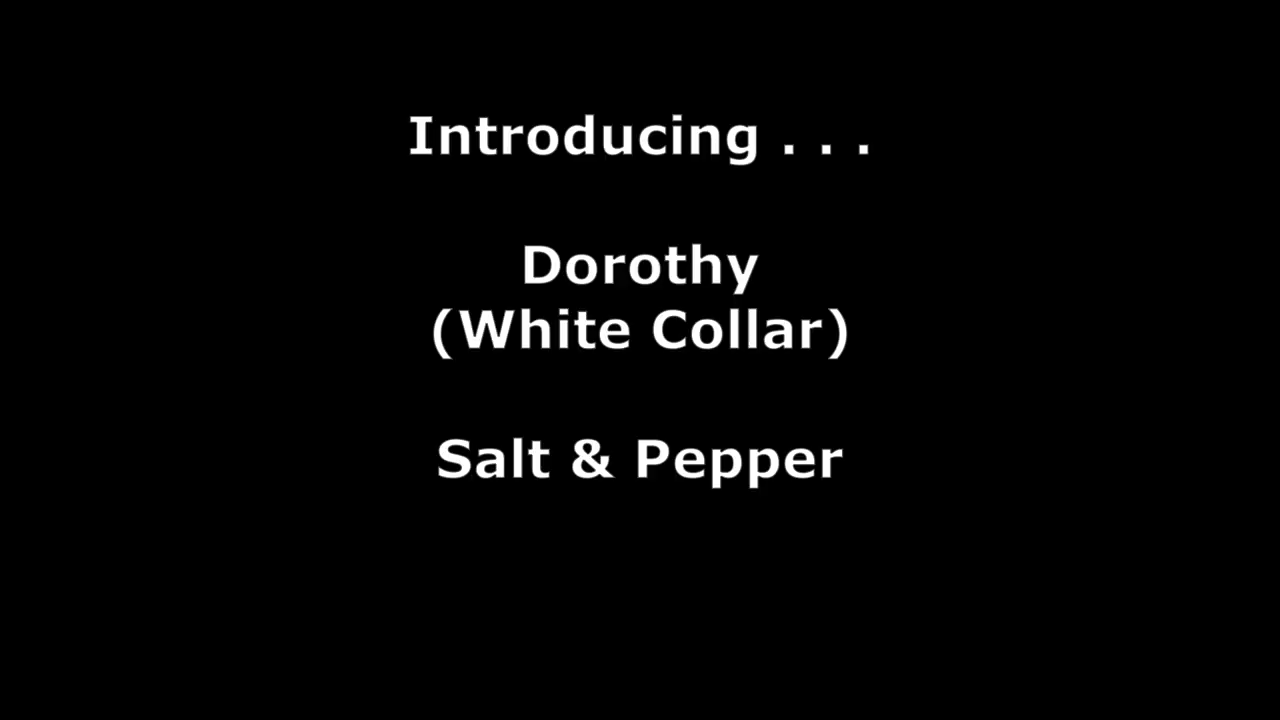 Introducing . . .
Dorothy
(White Collar)
Salt & Pepper